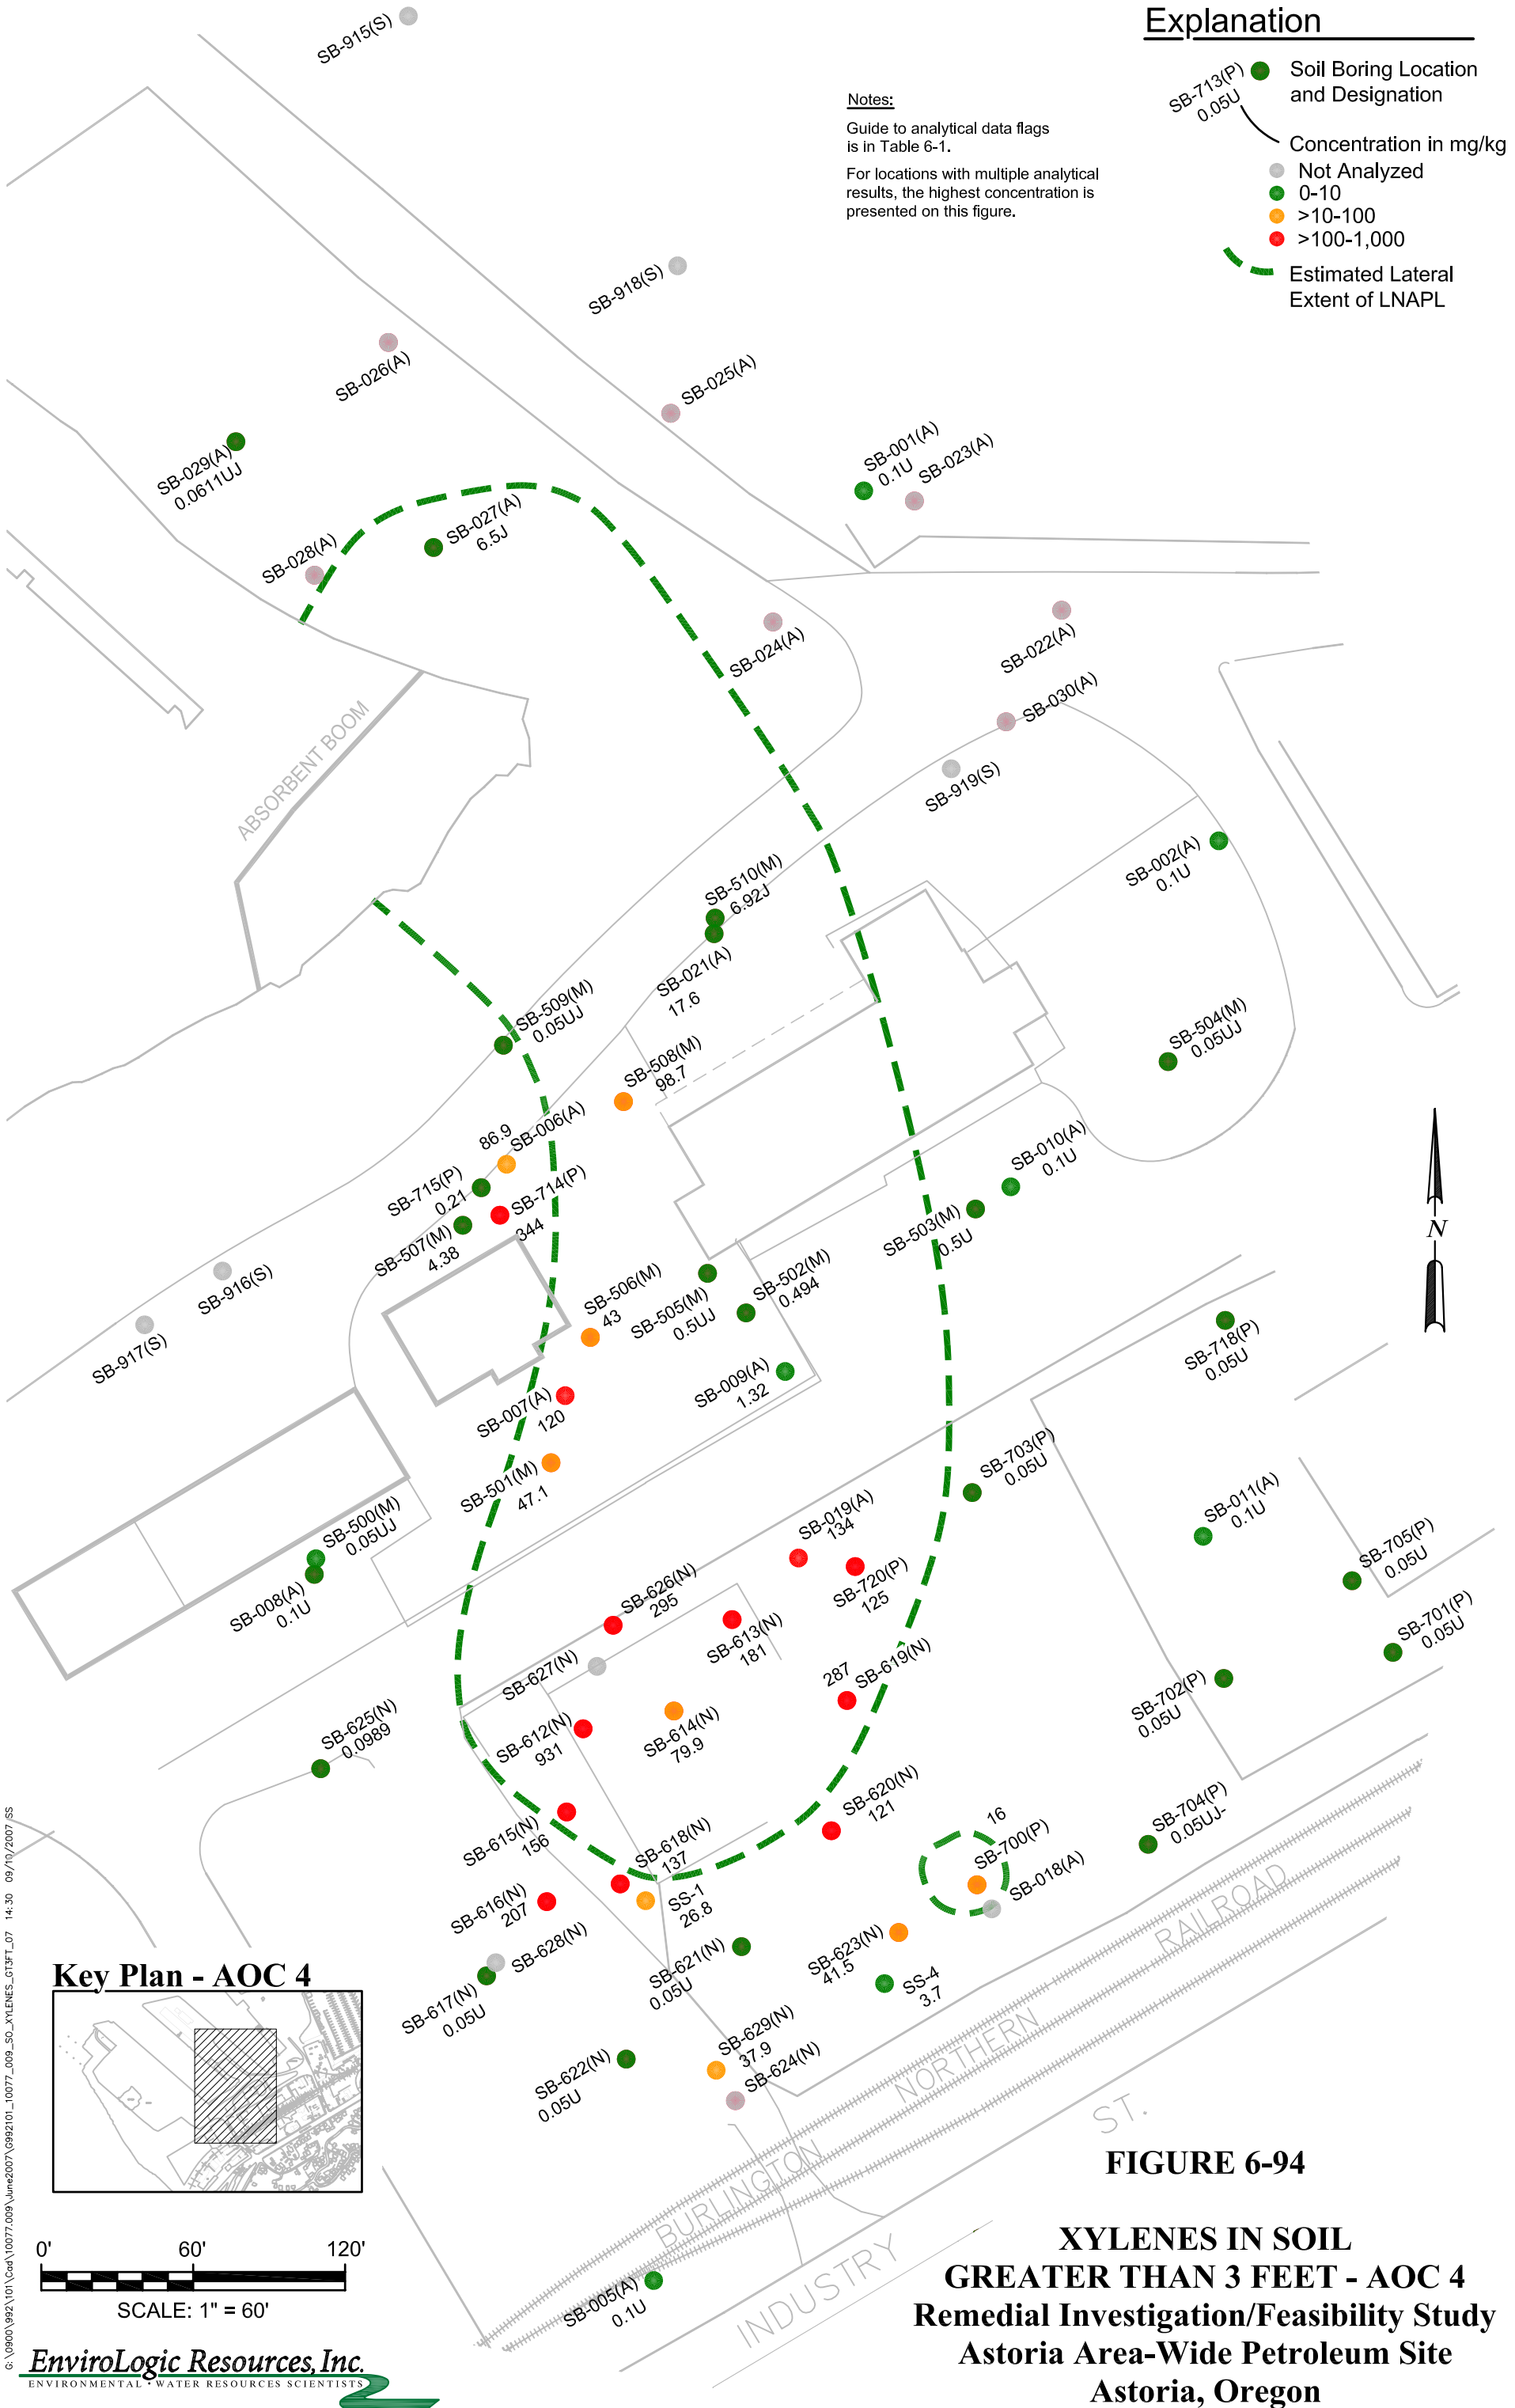 Explanation
SB-713(P)
0.05U
Soil Boring Location
and Designation
Concentration in mg/kg
Not Analyzed
0-10
>10-100
>100-1,000
Estimated Lateral
Extent of LNAPL
Notes:
Guide to analytical data flags
is in Table 6-1.
For locations with multiple analytical
results, the highest concentration is
presented on this figure.
SB-915(S)
SB-918(S)
SB-026(A)
SB-025(A)
SB-029(A)
0.0611UJ
SB-001(A)
0.1U
SB-023(A)
SB-027(A)
6.5J
SB-028(A)
SB-024(A)
SB-022(A)
SB-030(A)
ABSORBENT BOOM
SB-919(S)
SB-002(A)
0.1U
SB-510(M)
6.92J
SB-021(A)
17.6
SB-509(M)
0.05UJ
SB-504(M)
0.05UJ
SB-508(M)
98.7
86.9
SB-006(A)
SB-010(A)
0.1U
SB-715(P)
0.21
SB-714(P)
344
SB-503(M)
0.5U
SB-507(M)
4.38
SB-916(S)
SB-917(S)
SB-506(M)
43
SB-505(M)
0.5UJ
SB-502(M)
0.494
N
SB-718(P)
0.05U
SB-009(A)
1.32
SB-007(A)
120
SB-501(M)
47.1
SB-703(P)
0.05U
SB-500(M)
0.05UJ
SB-008(A)
0.1U
SB-019(A)
134
SB-720(P)
125
SB-011(A)
0.1U
SB-705(P)
0.05U
SB-626(N)
295
SB-613(N)
181
SB-701(P)
0.05U
SB-627(N)
287
SB-619(N)
SB-702(P)
0.05U
SB-625(N)
0.0989
SB-612(N)
931
SB-614(N)
79.9
SB-615(N)
156
SB-620(N)
121
SB-618(N)
137
16
SB-700(P)
SB-704(P)
0.05UJ-
SB-018(A)
SB-616(N)
207
SS-1
26.8
SB-628(N)
SB-617(N)
0.05U
SB-621(N)
0.05U
SB-623(N)
41.5
SS-4
3.7
SB-622(N)
0.05U
SB-629(N)
37.9
SB-624(N)
SB-005(A)
0.1U
BURLINGTON NORTHERN RAILROAD
INDUSTRY ST.
Key Plan - AOC 4
0' 60' 120'
SCALE: 1" = 60'
EnviroLogic Resources, Inc.
ENVIRONMENTAL • WATER RESOURCES SCIENTISTS
G:\0900\992\101\Cad\10077.009\June2007\G992101_10077_009_SO_XYLENES_GT3FT_07 14:30 09/10/2007 JSS
FIGURE 6-94
XYLENES IN SOIL
GREATER THAN 3 FEET - AOC 4
Remedial Investigation/Feasibility Study
Astoria Area-Wide Petroleum Site
Astoria, Oregon